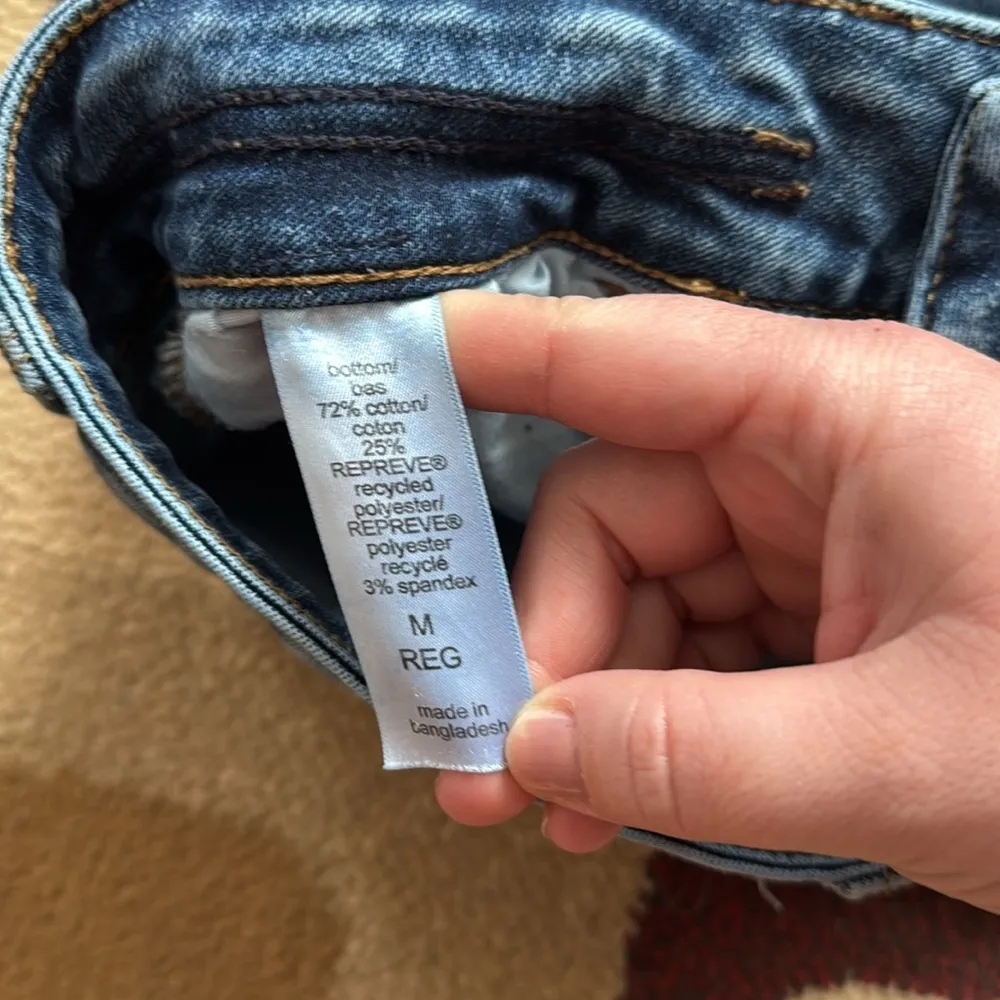 bottom/
bas
72% cotton/
coton
25%
REPREVE®
recycled
polyester/
REPREVE®
polyester
recyclé
3% spandex
M
REG
made in
bangladesh